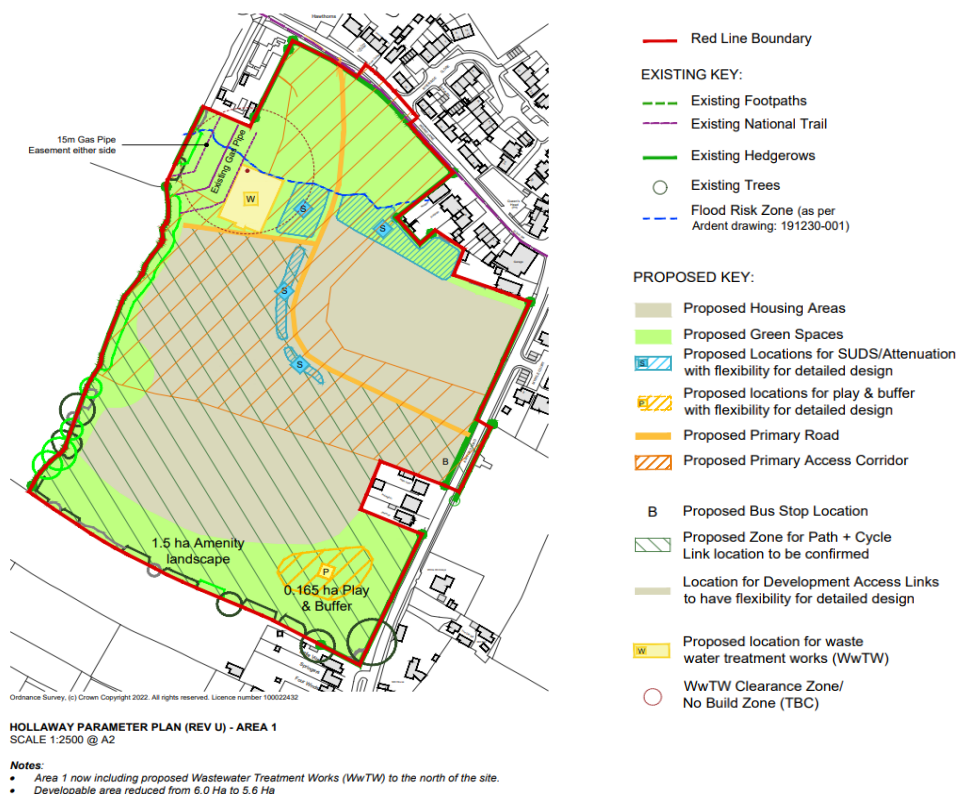 Hawthorns
15m Gas Pipe
Easement either side
Existing Gas Pipe
W
S
S
S
S
B
1.5 ha Amenity
landscape
P
0.165 ha Play
& Buffer
Ordnance Survey, (c) Crown Copyright 2022. All rights reserved. Licence number 100022432
HOLLAWAY PARAMETER PLAN (REV U) - AREA 1
SCALE 1:2500 @ A2
Notes:
• Area 1 now including proposed Wastewater Treatment Works (WwTW) to the north of the site.
• Developable area reduced from 6.0 Ha to 5.6 Ha
Red Line Boundary
EXISTING KEY:
Existing Footpaths
Existing National Trail
Existing Hedgerows
Existing Trees
Flood Risk Zone (as per
Ardent drawing: 191230-001)
PROPOSED KEY:
Proposed Housing Areas
Proposed Green Spaces
S Proposed Locations for SUDS/Attenuation
with flexibility for detailed design
P Proposed locations for play & buffer
with flexibility for detailed design
Proposed Primary Road
Proposed Primary Access Corridor
B Proposed Bus Stop Location
Proposed Zone for Path + Cycle
Link location to be confirmed
Location for Development Access Links
to have flexibility for detailed design
W Proposed location for waste
water treatment works (WwTW)
WwTW Clearance Zone/
No Build Zone (TBC)